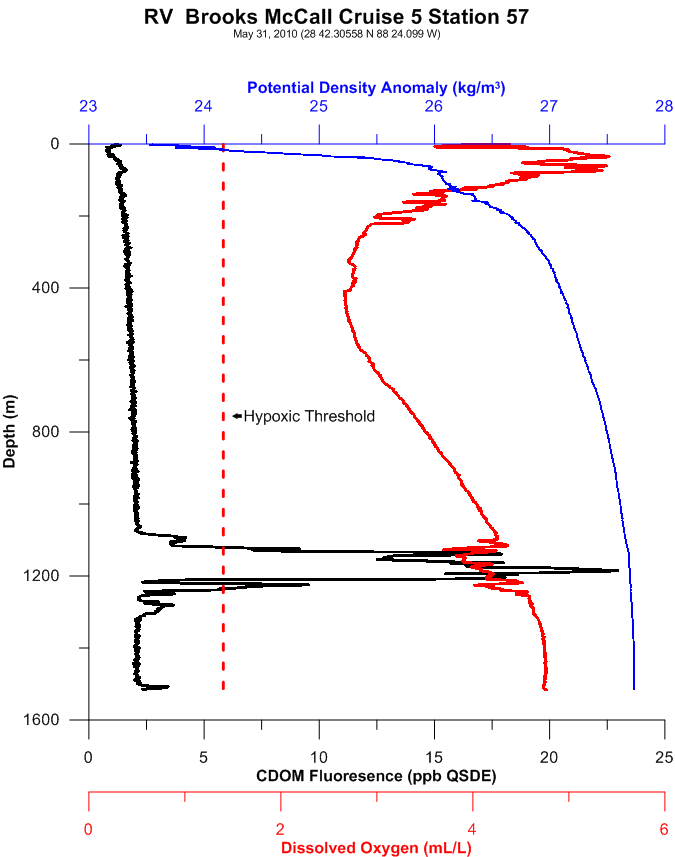 RV  Brooks McCall Cruise 5 Station 57
May 31, 2010 (28 42.30558 N 88 24.099 W)
Potential Density Anomaly (kg/m³)
23 24 25 26 27 28
0
400
800
1200
1600
Depth (m)
Hypoxic Threshold
0 5 10 15 20 25
CDOM Fluoresence (ppb QSDE)
0 2 4 6
Dissolved Oxygen (mL/L)